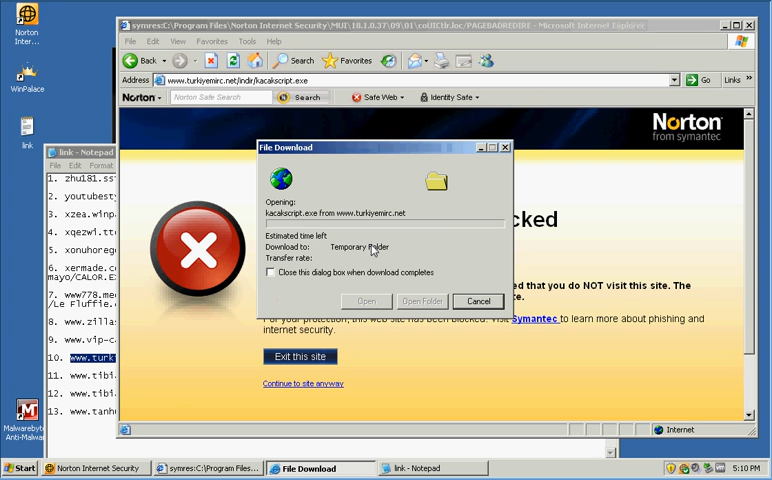 Norton
Inter...
WinPalace
link
Malwareby
Anti-Malwar
symres:C:\Program Files\Norton Internet Security\MUI\18.1.0.37\09\01\coUICtlr.loc/PAGEBADREDIRE - Microsoft Internet Explorer
File Edit View Favorites Tools Help
Back Search Favorites
Address www.turkiyemirc.net/indir/kacakscript.exe Go Links »
Norton Norton Safe Search Search Safe Web Identity Safe
Norton
from symantec
link - Notepad
File Edit Format
1. zhu181.ss
2. youtubest
3. xzea.winp
4. xqezwi.tt
5. xonuhoreg
6. xermade.c
mayo/CALOR.E
7. www778.me
/Le Fluffie.
8. www.zilla
9. www.vip-c
10. www.turk
11. www.tibi
12. www.tibi
13. www.tanh
File Download
Opening:
kacakscript.exe from www.turkiyemirc.net
Estimated time left
Download to: Temporary Folder
Transfer rate:
Close this dialog box when download completes
Open Open Folder Cancel
cked
ed that you do NOT visit this site. The
te.
For your protection, this web site has been blocked. Visit Symantec to learn more about phishing and
internet security.
Exit this site
Continue to site anyway
Internet
Start Norton Internet Security symres:C:\Program Files... File Download link - Notepad 5:10 PM